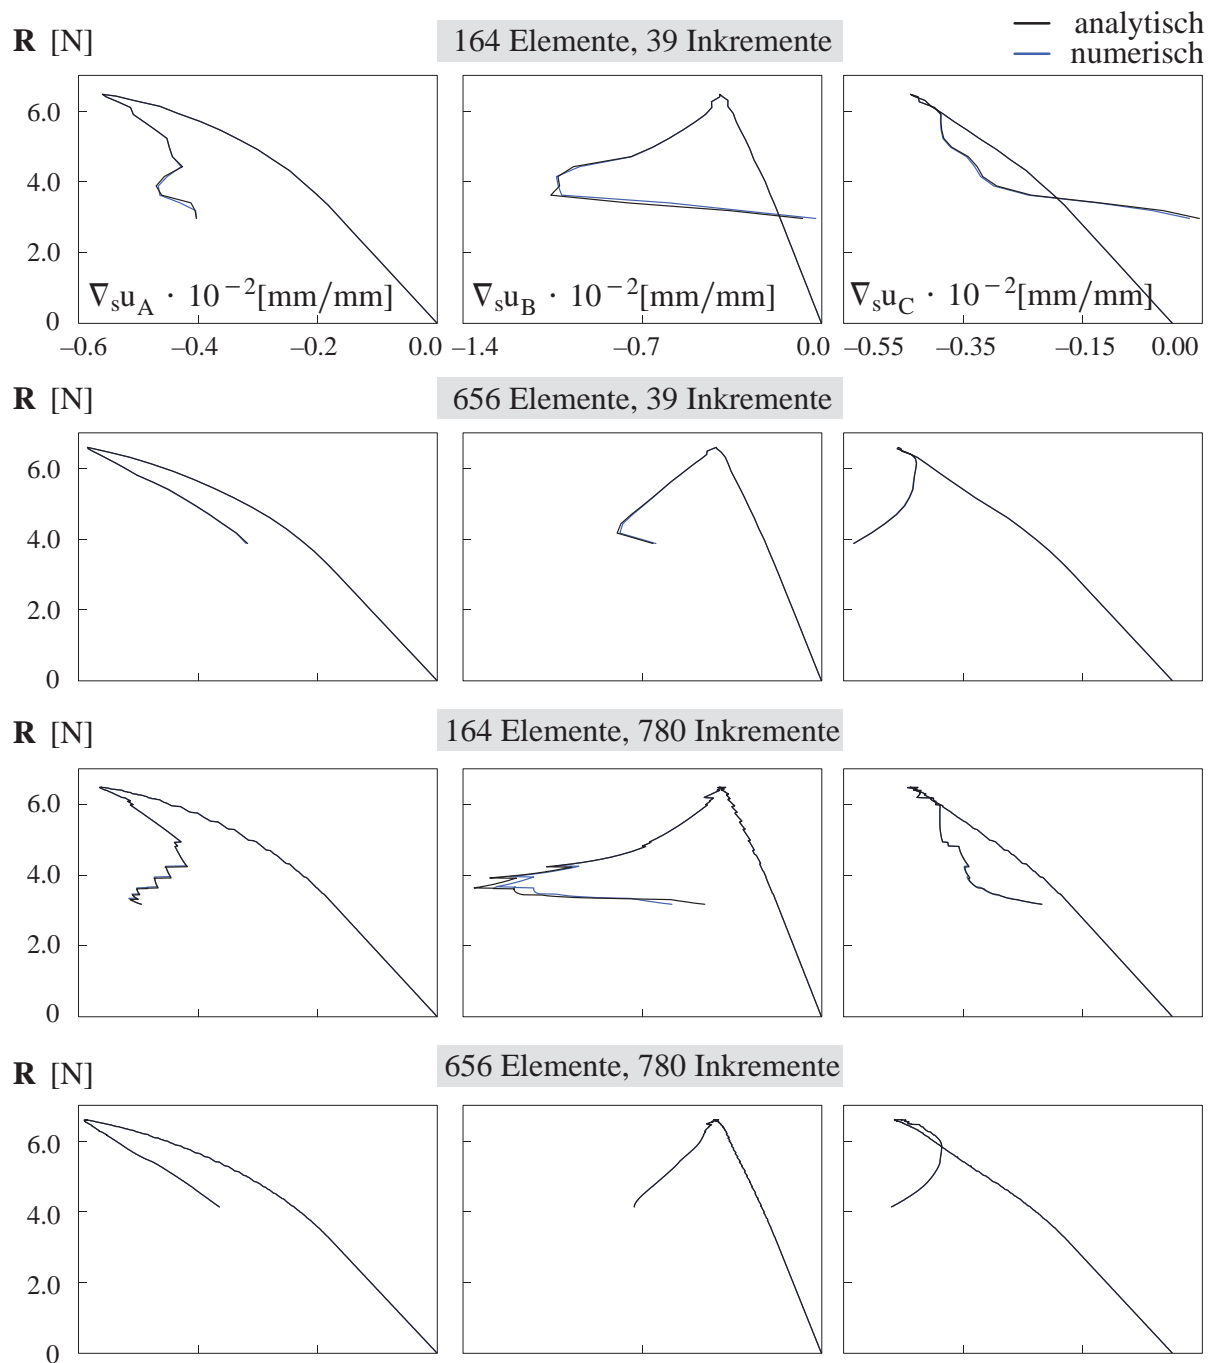 R [N]
164 Elemente, 39 Inkremente
analytisch
numerisch
6.0
4.0
2.0
0
∇su_A · 10⁻²[mm/mm]
∇su_B · 10⁻²[mm/mm]
∇su_C · 10⁻²[mm/mm]
–0.6 –0.4 –0.2 0.0 –1.4 –0.7 0.0 –0.55 –0.35 –0.15 0.00
R [N]
656 Elemente, 39 Inkremente
6.0
4.0
2.0
0
R [N]
164 Elemente, 780 Inkremente
6.0
4.0
2.0
0
R [N]
656 Elemente, 780 Inkremente
6.0
4.0
2.0
0